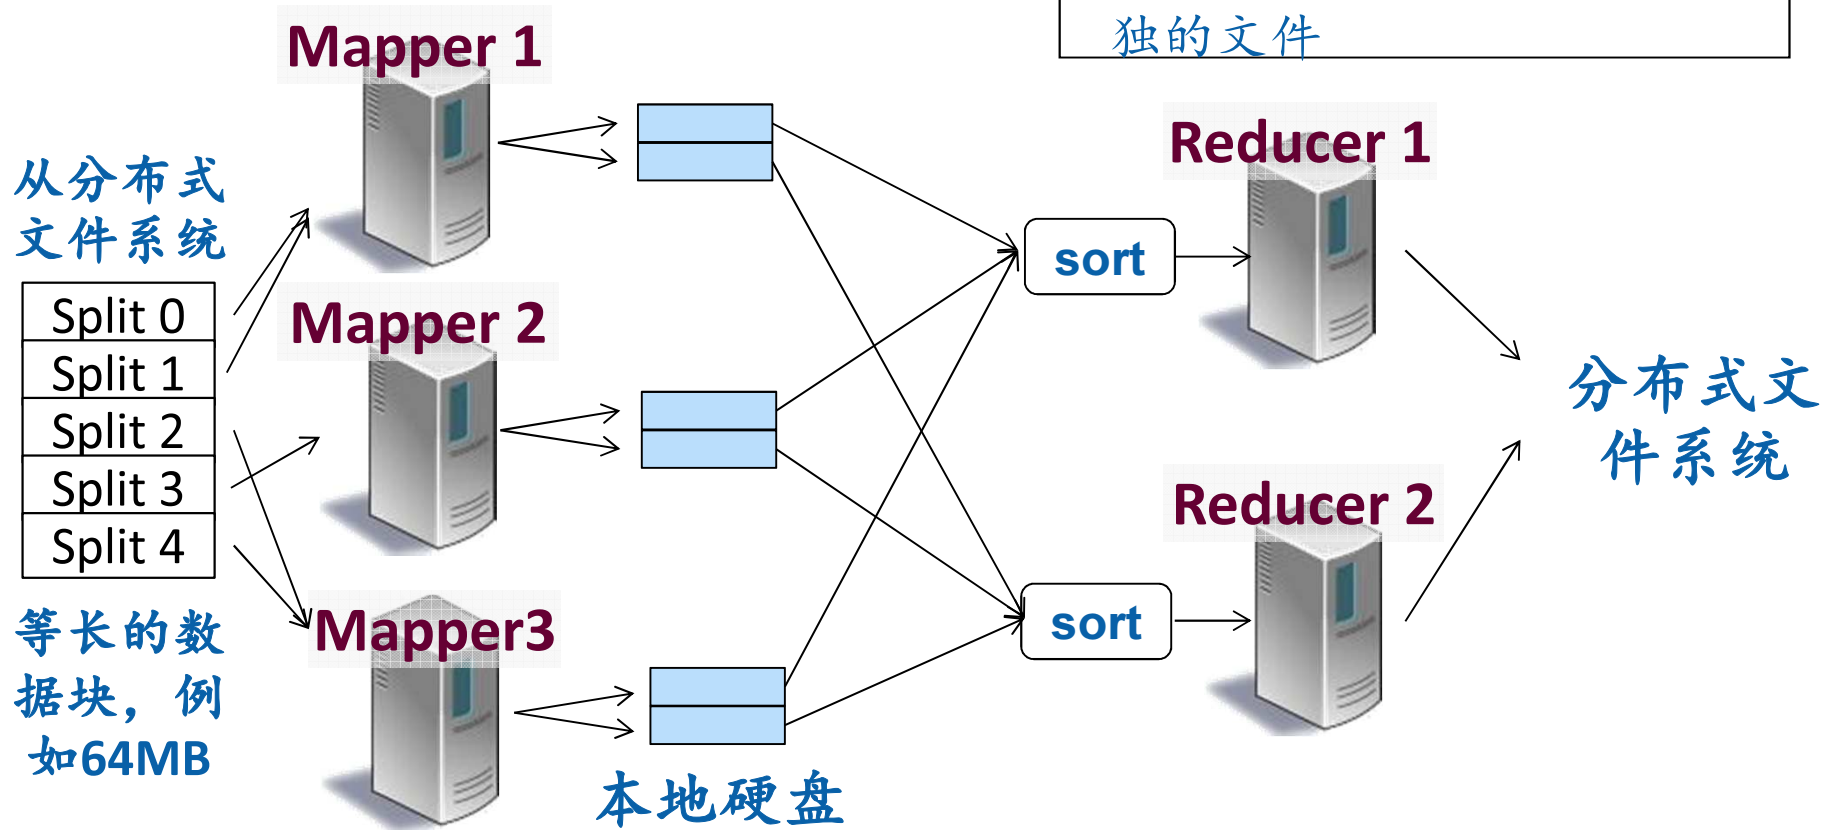 独的文件
Mapper 1
从分布式
文件系统
Split 0
Split 1
Split 2
Split 3
Split 4
等长的数
据块，例
如64MB
Mapper 2
Mapper3
本地硬盘
sort
sort
Reducer 1
Reducer 2
分布式文
件系统